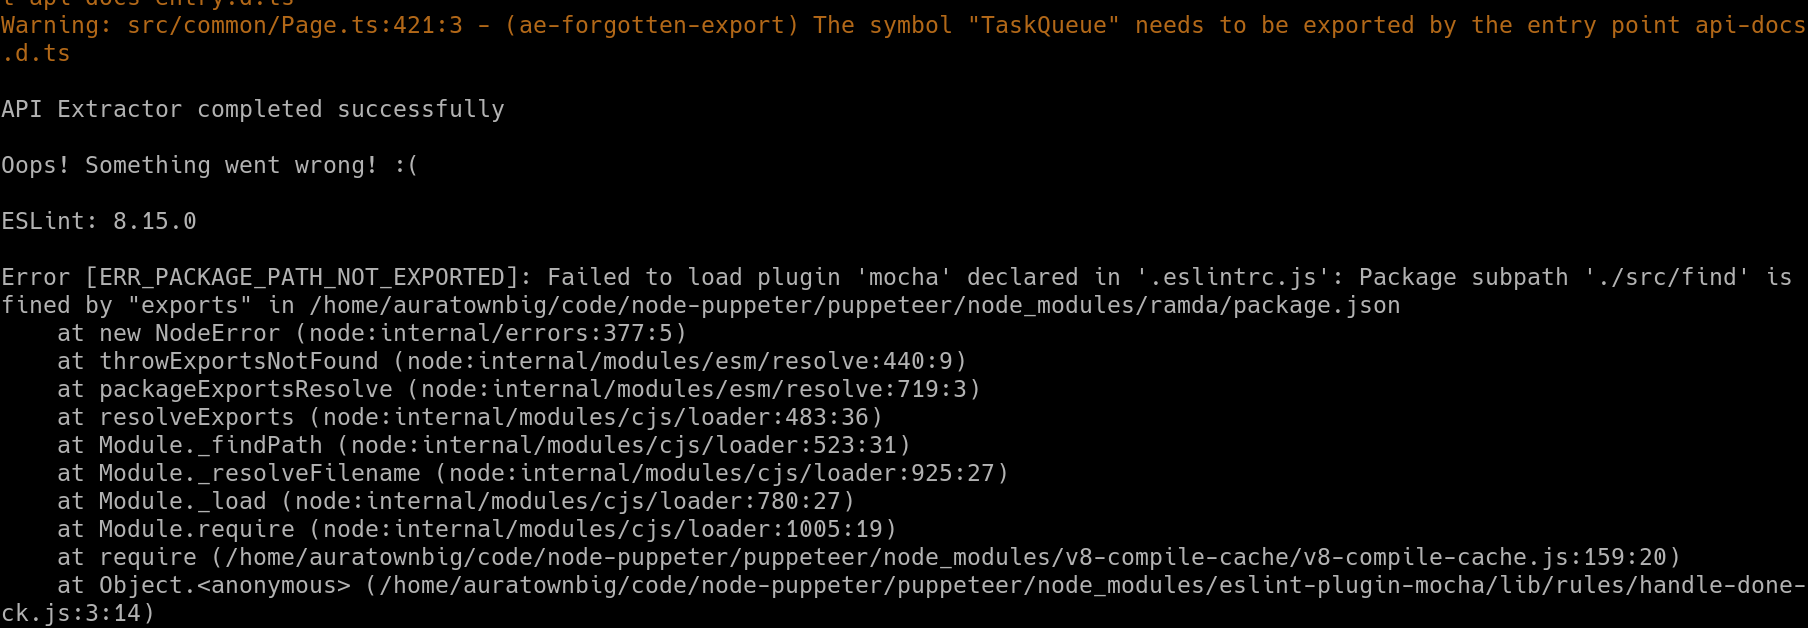 t api-docs entry.d.ts
Warning: src/common/Page.ts:421:3 - (ae-forgotten-export) The symbol "TaskQueue" needs to be exported by the entry point api-docs
.d.ts
API Extractor completed successfully
Oops! Something went wrong! :(
ESLint: 8.15.0
Error [ERR_PACKAGE_PATH_NOT_EXPORTED]: Failed to load plugin 'mocha' declared in '.eslintrc.js': Package subpath './src/find' is
fined by "exports" in /home/auratownbig/code/node-puppeter/puppeteer/node_modules/ramda/package.json
    at new NodeError (node:internal/errors:377:5)
    at throwExportsNotFound (node:internal/modules/esm/resolve:440:9)
    at packageExportsResolve (node:internal/modules/esm/resolve:719:3)
    at resolveExports (node:internal/modules/cjs/loader:483:36)
    at Module._findPath (node:internal/modules/cjs/loader:523:31)
    at Module._resolveFilename (node:internal/modules/cjs/loader:925:27)
    at Module._load (node:internal/modules/cjs/loader:780:27)
    at Module.require (node:internal/modules/cjs/loader:1005:19)
    at require (/home/auratownbig/code/node-puppeter/puppeteer/node_modules/v8-compile-cache/v8-compile-cache.js:159:20)
    at Object.<anonymous> (/home/auratownbig/code/node-puppeter/puppeteer/node_modules/eslint-plugin-mocha/lib/rules/handle-done-
ck.js:3:14)